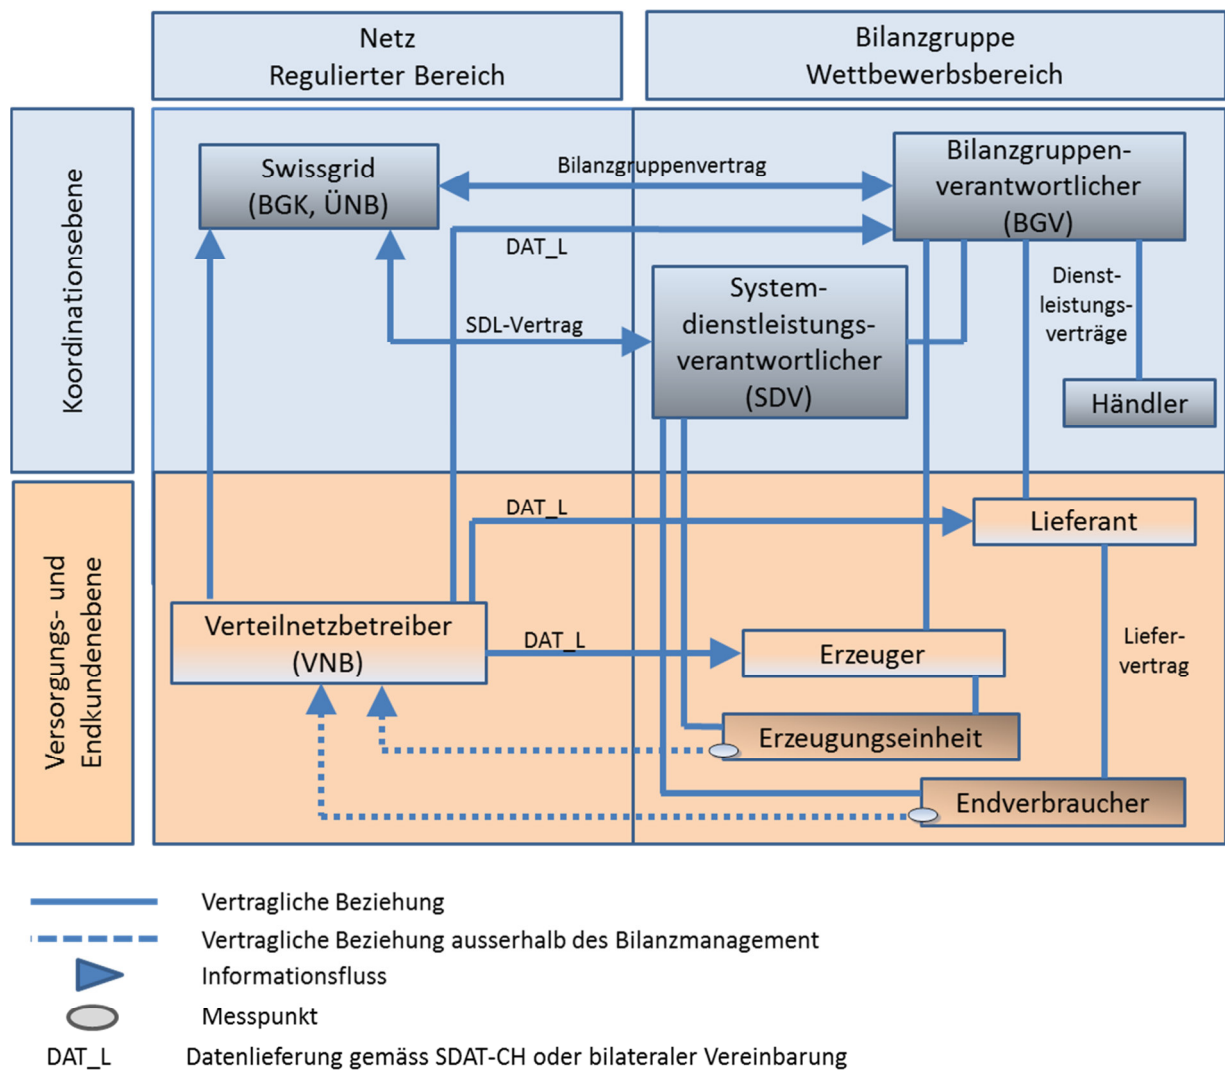 Netz
Regulierter Bereich
Bilanzgruppe
Wettbewerbsbereich
Koordinationsebene
Swissgrid
(BGK, ÜNB)
Bilanzgruppenvertrag
Bilanzgruppen-
verantwortlicher
(BGV)
DAT_L
SDL-Vertrag
System-
dienstleistungs-
verantwortlicher
(SDV)
Dienst-
leistungs-
verträge
Händler
Versorgungs- und
Endkundenebene
DAT_L
Lieferant
Verteilnetzbetreiber
(VNB)
DAT_L
Erzeuger
Liefer-
vertrag
Erzeugungseinheit
Endverbraucher
Vertragliche Beziehung
Vertragliche Beziehung ausserhalb des Bilanzmanagement
Informationsfluss
Messpunkt
DAT_L Datenlieferung gemäss SDAT-CH oder bilateraler Vereinbarung